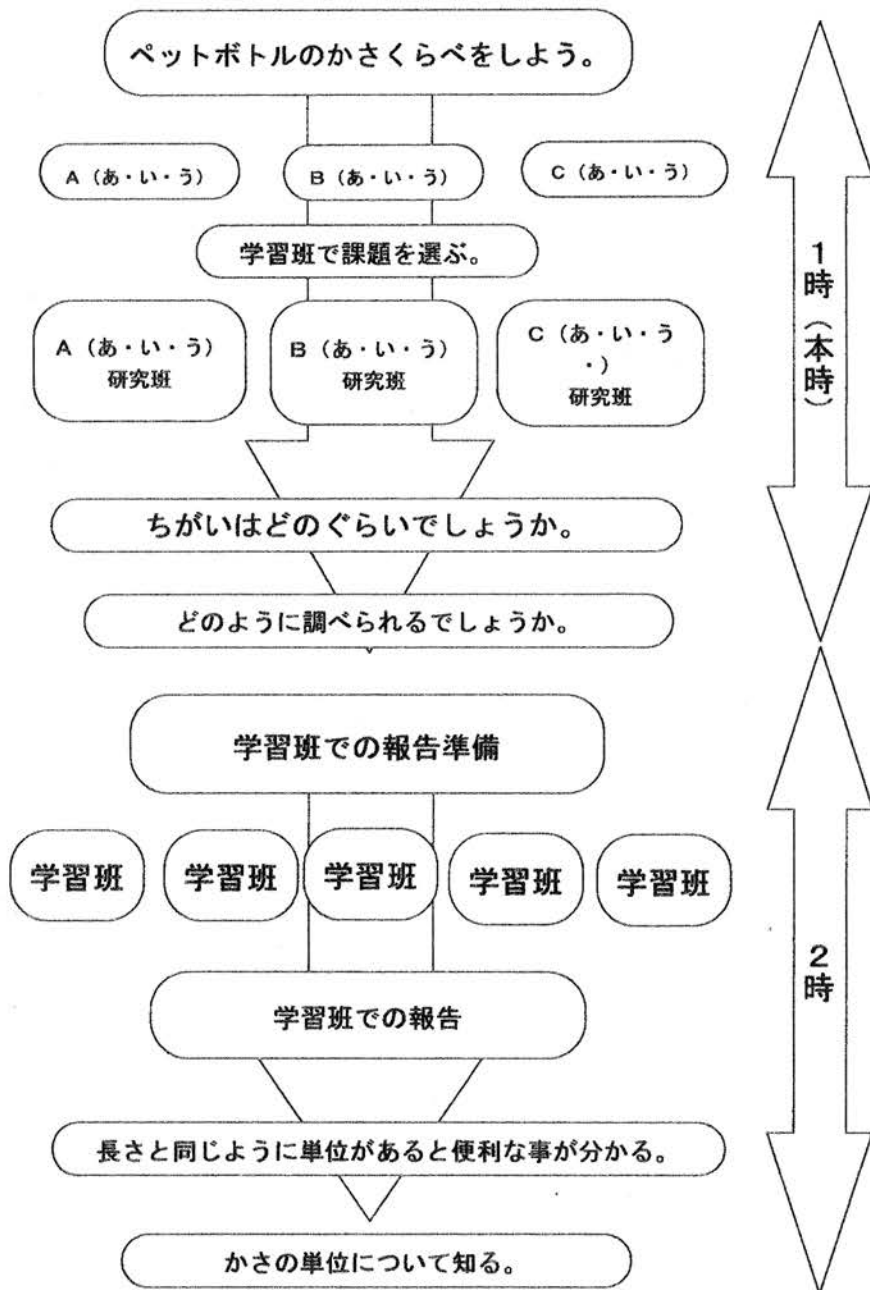 ペットボトルのかさくらべをしよう。
A（あ・い・う）
B（あ・い・う）
C（あ・い・う）
学習班で課題を選ぶ。
A（あ・い・う）
研究班
B（あ・い・う）
研究班
C（あ・い・う
・）
研究班
ちがいはどのぐらいでしょうか。
どのように調べられるでしょうか。
1時（本時）
学習班での報告準備
学習班
学習班
学習班
学習班
学習班
学習班での報告
長さと同じように単位があると便利な事が分かる。
かさの単位について知る。
2時